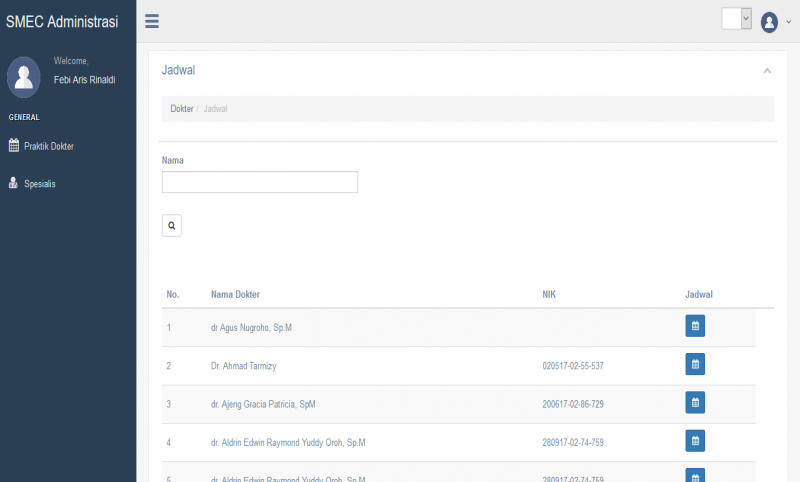 SMEC Administrasi
Welcome,
Febi Aris Rinaldi
GENERAL
Praktik Dokter
Spesialis
Jadwal
Dokter / Jadwal
Nama
No. Nama Dokter NIK Jadwal
1 dr Agus Nugroho, Sp.M
2 Dr. Ahmad Tarmizy 020517-02-55-537
3 dr. Ajeng Gracia Patricia, SpM 200617-02-86-729
4 dr. Aldrin Edwin Raymond Yuddy Oroh, Sp.M 280917-02-74-759
5 dr. Aldrin Edwin Raymond Yuddy Oroh, Sp.M 280917-02-74-759